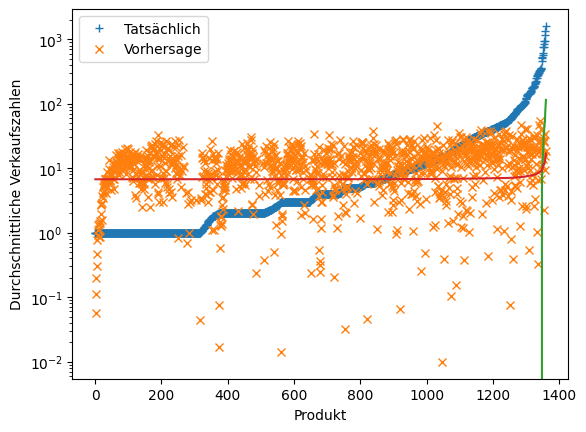 Tatsächlich
Vorhersage
Durchschnittliche Verkaufszahlen
10³
10²
10¹
10⁰
10⁻¹
10⁻²
0 200 400 600 800 1000 1200 1400
Produkt